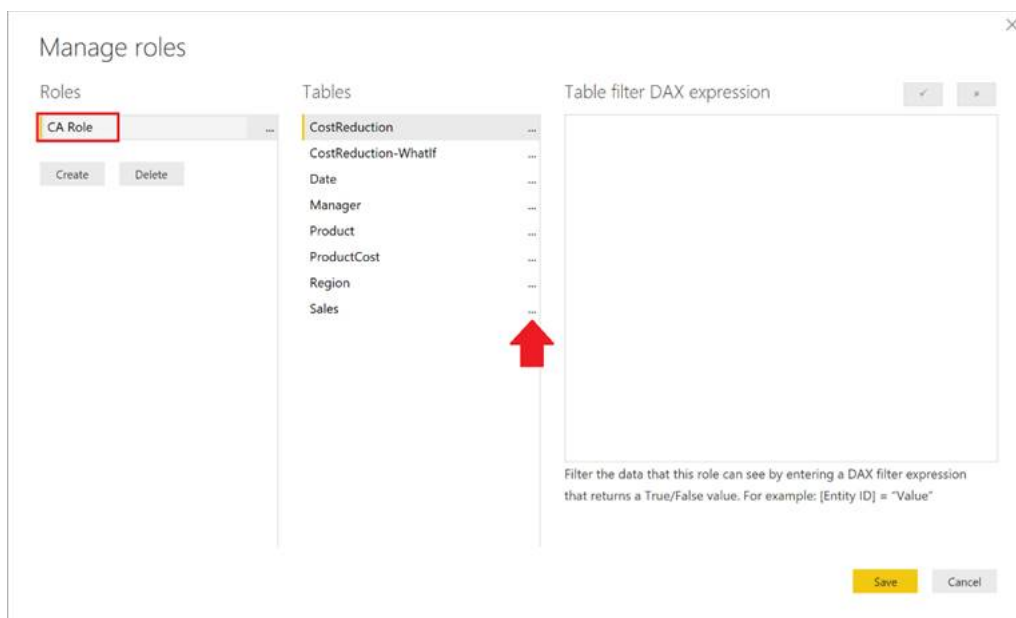 Manage roles
Roles
Tables
Table filter DAX expression
CA Role
...
CostReduction
...
CostReduction-WhatIf
...
Create
Delete
Date
...
Manager
...
Product
...
ProductCost
...
Region
...
Sales
...
Filter the data that this role can see by entering a DAX filter expression
that returns a True/False value. For example: [Entity ID] = "Value"
Save
Cancel